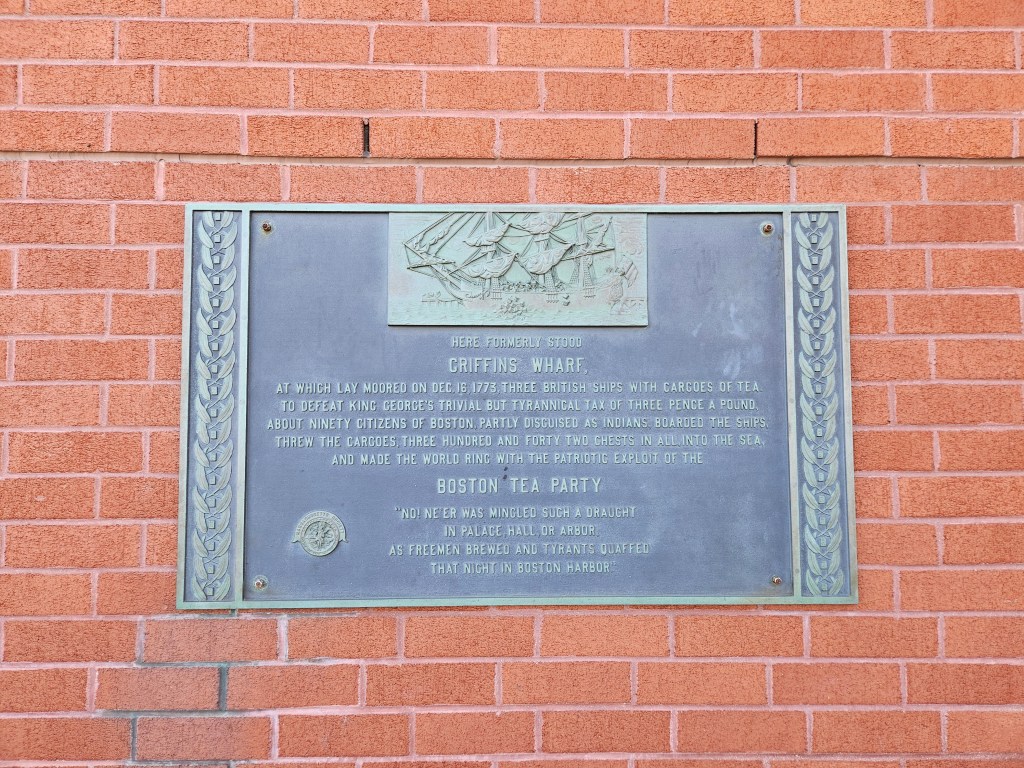 HERE FORMERLY STOOD
GRIFFINS WHARF,
AT WHICH LAY MOORED ON DEC. 16, 1773, THREE BRITISH SHIPS WITH CARGOES OF TEA.
TO DEFEAT KING GEORGE'S TRIVIAL BUT TYRANNICAL TAX OF THREE PENCE A POUND,
ABOUT NINETY CITIZENS OF BOSTON, PARTLY DISGUISED AS INDIANS, BOARDED THE SHIPS,
THREW THE CARGOES, THREE HUNDRED AND FORTY TWO CHESTS IN ALL, INTO THE SEA,
AND MADE THE WORLD RING WITH THE PATRIOTIC EXPLOIT OF THE
BOSTON TEA PARTY
"NO! NE'ER WAS MINGLED SUCH A DRAUGHT
IN PALACE, HALL, OR ARBOR,
AS FREEMEN BREWED AND TYRANTS QUAFFED
THAT NIGHT IN BOSTON HARBOR."